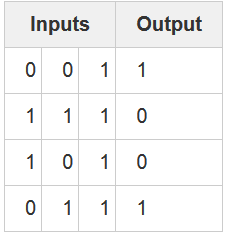 Inputs Output
0 0 1 1
1 1 1 0
1 0 1 0
0 1 1 1